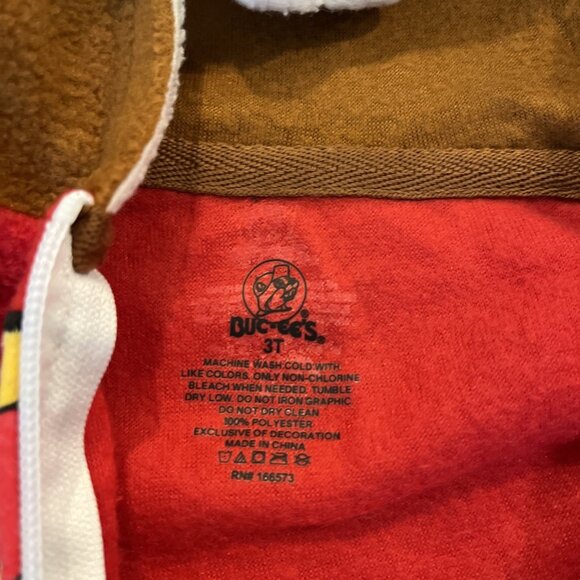 BUC-EE'S®
3T
MACHINE WASH COLD WITH
LIKE COLORS. ONLY NON-CHLORINE
BLEACH WHEN NEEDED. TUMBLE
DRY LOW. DO NOT IRON GRAPHIC.
DO NOT DRY CLEAN
100% POLYESTER
EXCLUSIVE OF DECORATION
MADE IN CHINA
RN# 166573